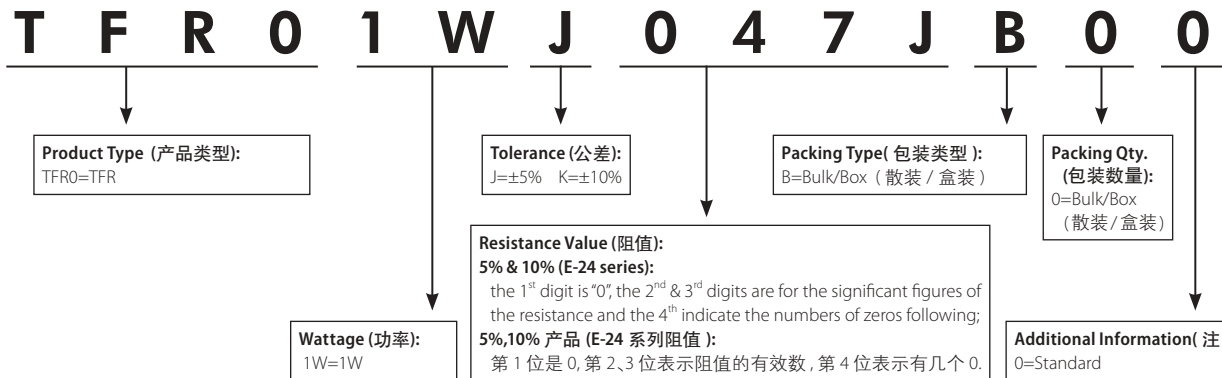 T F R 0 1 W J 0 4 7 J B 0 0
Product Type (产品类型):
TFR0=TFR
Tolerance (公差):
J=±5% K=±10%
Packing Type( 包装类型 ):
B=Bulk/Box ( 散装 / 盒装 )
Packing Qty.
(包装数量):
0=Bulk/Box
(散装/盒装)
Wattage (功率):
1W=1W
Resistance Value (阻值):
5% & 10% (E-24 series):
the 1st digit is "0", the 2nd & 3rd digits are for the significant figures of
the resistance and the 4th indicate the numbers of zeros following;
5%,10% 产品 (E-24 系列阻值 ):
第 1 位是 0, 第 2、3 位表示阻值的有效数 , 第 4 位表示有几个 0.
Additional Information( 注
0=Standard